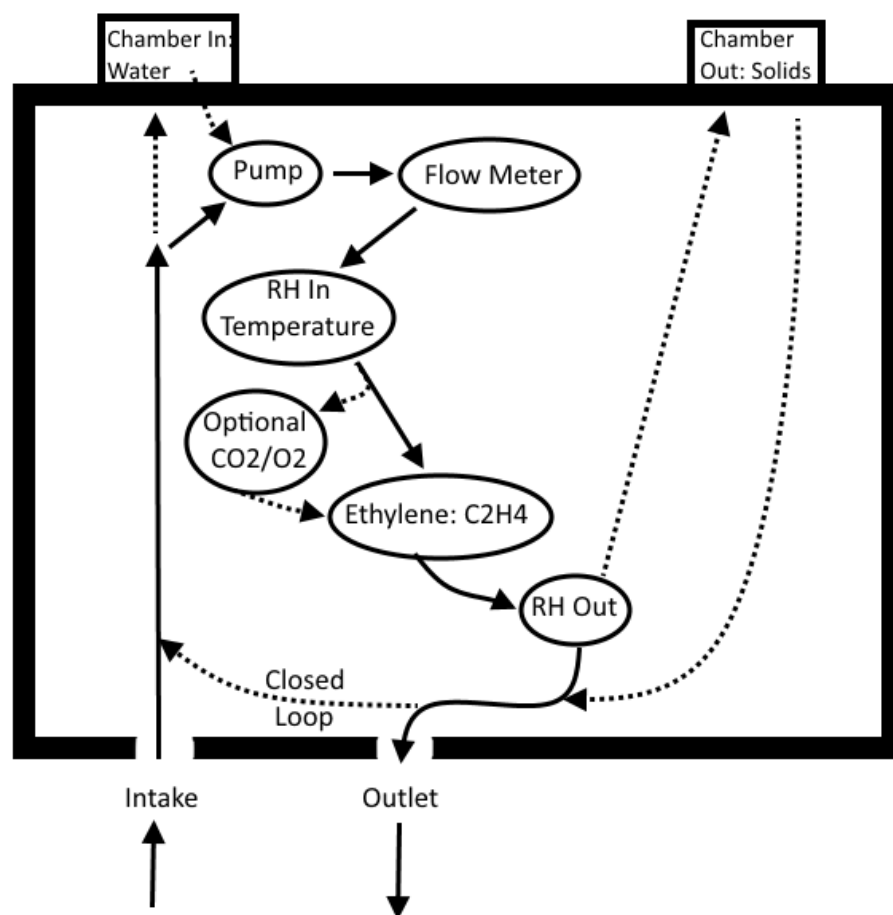 Chamber In:
Water
Chamber
Out: Solids
Pump
Flow Meter
RH In
Temperature
Optional
CO2/O2
Ethylene: C2H4
RH Out
Closed
Loop
Intake
Outlet